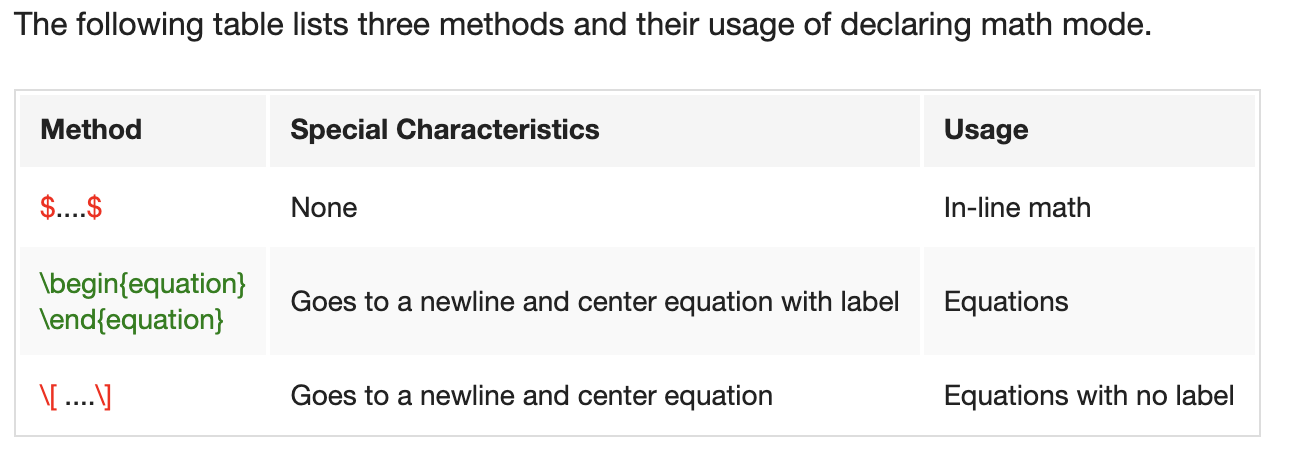 The following table lists three methods and their usage of declaring math mode.
Method Special Characteristics Usage
$....$ None In-line math
\begin{equation}
\end{equation} Goes to a newline and center equation with label Equations
\[ ....\] Goes to a newline and center equation Equations with no label